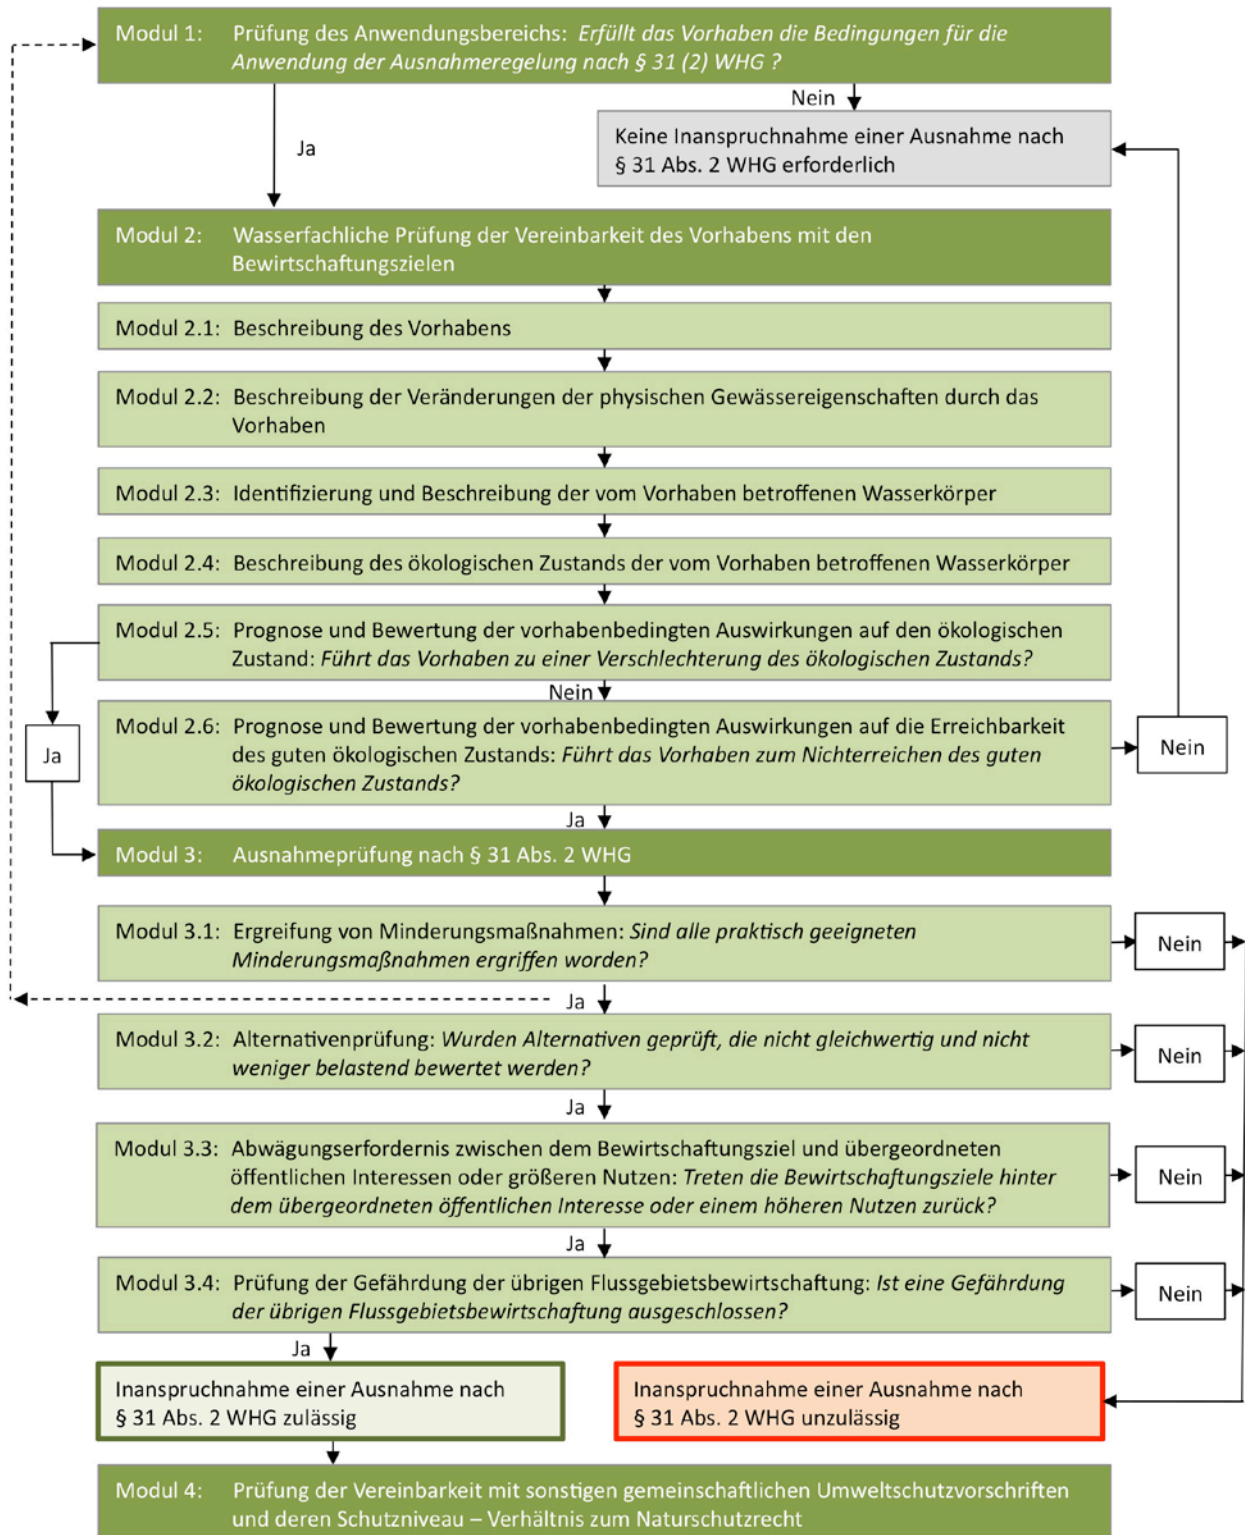 Modul 1: Prüfung des Anwendungsbereichs: Erfüllt das Vorhaben die Bedingungen für die
Anwendung der Ausnahmeregelung nach § 31 (2) WHG ?
Nein
Ja
Keine Inanspruchnahme einer Ausnahme nach
§ 31 Abs. 2 WHG erforderlich
Modul 2: Wasserfachliche Prüfung der Vereinbarkeit des Vorhabens mit den
Bewirtschaftungszielen
Modul 2.1: Beschreibung des Vorhabens
Modul 2.2: Beschreibung der Veränderungen der physischen Gewässereigenschaften durch das
Vorhaben
Modul 2.3: Identifizierung und Beschreibung der vom Vorhaben betroffenen Wasserkörper
Modul 2.4: Beschreibung des ökologischen Zustands der vom Vorhaben betroffenen Wasserkörper
Modul 2.5: Prognose und Bewertung der vorhabenbedingten Auswirkungen auf den ökologischen
Zustand: Führt das Vorhaben zu einer Verschlechterung des ökologischen Zustands?
Nein
Ja
Modul 2.6: Prognose und Bewertung der vorhabenbedingten Auswirkungen auf die Erreichbarkeit
des guten ökologischen Zustands: Führt das Vorhaben zum Nichterreichen des guten
ökologischen Zustands?
Nein
Ja
Modul 3: Ausnahmeprüfung nach § 31 Abs. 2 WHG
Modul 3.1: Ergreifung von Minderungsmaßnahmen: Sind alle praktisch geeigneten
Minderungsmaßnahmen ergriffen worden?
Nein
Ja
Modul 3.2: Alternativenprüfung: Wurden Alternativen geprüft, die nicht gleichwertig und nicht
weniger belastend bewertet werden?
Nein
Ja
Modul 3.3: Abwägungserfordernis zwischen dem Bewirtschaftungsziel und übergeordneten
öffentlichen Interessen oder größeren Nutzen: Treten die Bewirtschaftungsziele hinter
dem übergeordneten öffentlichen Interesse oder einem höheren Nutzen zurück?
Nein
Ja
Modul 3.4: Prüfung der Gefährdung der übrigen Flussgebietsbewirtschaftung: Ist eine Gefährdung
der übrigen Flussgebietsbewirtschaftung ausgeschlossen?
Nein
Ja
Inanspruchnahme einer Ausnahme nach
§ 31 Abs. 2 WHG zulässig
Inanspruchnahme einer Ausnahme nach
§ 31 Abs. 2 WHG unzulässig
Modul 4: Prüfung der Vereinbarkeit mit sonstigen gemeinschaftlichen Umweltschutzvorschriften
und deren Schutzniveau – Verhältnis zum Naturschutzrecht